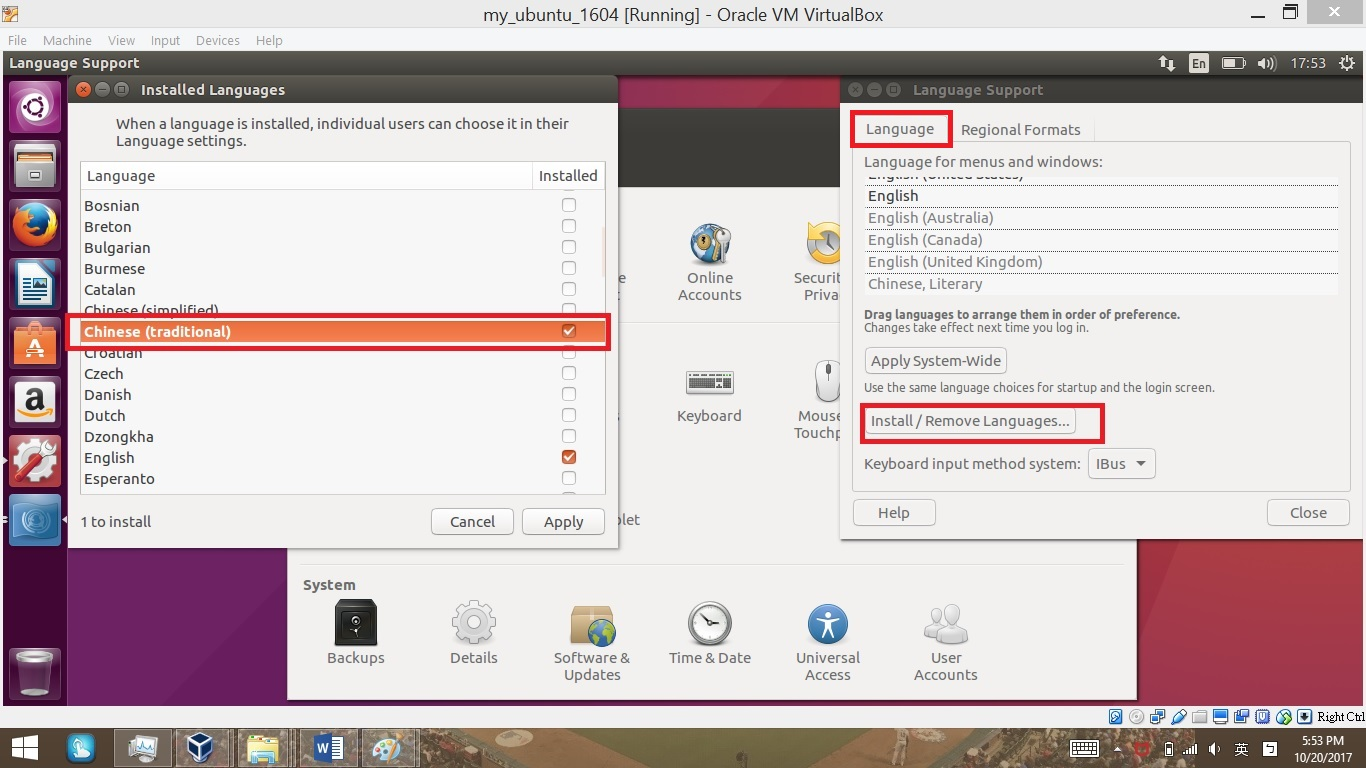 my_ubuntu_1604 [Running] - Oracle VM VirtualBox
File Machine View Input Devices Help
Language Support
En
17:53
Installed Languages
When a language is installed, individual users can choose it in their
Language settings.
Language Installed
Bosnian
Breton
Bulgarian
Burmese
Catalan
Chinese (simplified)
Chinese (traditional)
Croatian
Czech
Danish
Dutch
Dzongkha
English
Esperanto
1 to install
Cancel
Apply
Online
Accounts
Securit
Priva
Keyboard
Mouse
Touchp
System
Backups
Details
Software &
Updates
Time & Date
Universal
Access
User
Accounts
Language Support
Language
Regional Formats
Language for menus and windows:
English (United States)
English
English (Australia)
English (Canada)
English (United Kingdom)
Chinese, Literary
Drag languages to arrange them in order of preference.
Changes take effect next time you log in.
Apply System-Wide
Use the same language choices for startup and the login screen.
Install / Remove Languages...
Keyboard input method system: IBus
Help
Close
Right Ctrl
英
5:53 PM
10/20/2017